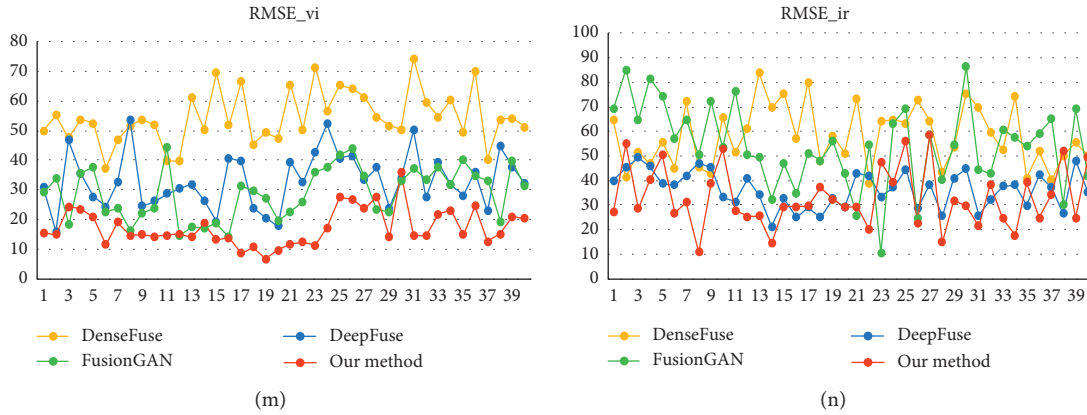 RMSE_vi
80
70
60
50
40
30
20
10
0
1 3 5 7 9 11 13 15 17 19 21 23 25 27 29 31 33 35 37 39
DenseFuse
DeepFuse
FusionGAN
Our method
(m)
RMSE_ir
100
90
80
70
60
50
40
30
20
10
0
1 3 5 7 9 11 13 15 17 19 21 23 25 27 29 31 33 35 37 39
DenseFuse
DeepFuse
FusionGAN
Our method
(n)